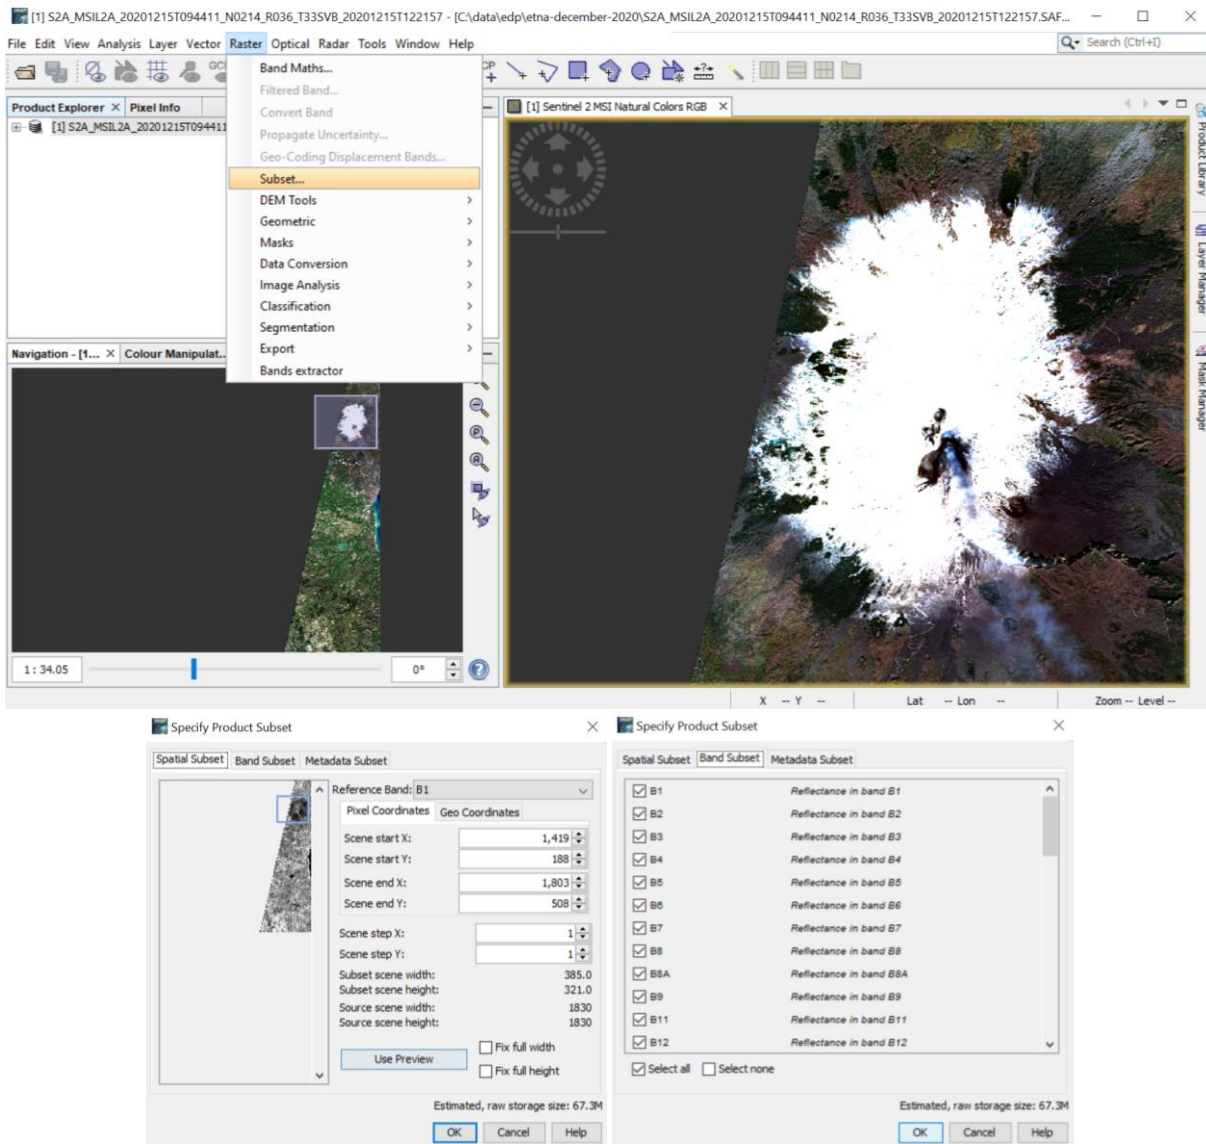 [1] S2A_MSIL2A_20201215T094411_N0214_R036_T33SVB_20201215T122157 - [C:\data\edp\etna-december-2020\S2A_MSIL2A_20201215T094411_N0214_R036_T33SVB_20201215T122157.SAF...
File Edit View Analysis Layer Vector Raster Optical Radar Tools Window Help
Search (Ctrl+I)
Product Explorer Pixel Info
[1] S2A_MSIL2A_20201215T094411
Band Maths...
Filtered Band...
Convert Band
Propagate Uncertainty...
Geo-Coding Displacement Bands...
Subset...
DEM Tools
Geometric
Masks
Data Conversion
Image Analysis
Classification
Segmentation
Export
Bands extractor
[1] Sentinel 2 MSI Natural Colors RGB
Product Library
Layer Manager
Mask Manager
Navigation - [1... Colour Manipulat...
1 : 34.05
0°
X -- Y -- Lat -- Lon -- Zoom -- Level --
Specify Product Subset
Spatial Subset Band Subset Metadata Subset
Reference Band: B1
Pixel Coordinates Geo Coordinates
Scene start X: 1,419
Scene start Y: 188
Scene end X: 1,803
Scene end Y: 508
Scene step X: 1
Scene step Y: 1
Subset scene width: 385.0
Subset scene height: 321.0
Source scene width: 1830
Source scene height: 1830
Use Preview
Fix full width
Fix full height
Estimated, raw storage size: 67.3M
OK Cancel Help
Specify Product Subset
Spatial Subset Band Subset Metadata Subset
B1 Reflectance in band B1
B2 Reflectance in band B2
B3 Reflectance in band B3
B4 Reflectance in band B4
B5 Reflectance in band B5
B6 Reflectance in band B6
B7 Reflectance in band B7
B8 Reflectance in band B8
B8A Reflectance in band B8A
B9 Reflectance in band B9
B11 Reflectance in band B11
B12 Reflectance in band B12
Select all Select none
Estimated, raw storage size: 67.3M
OK Cancel Help